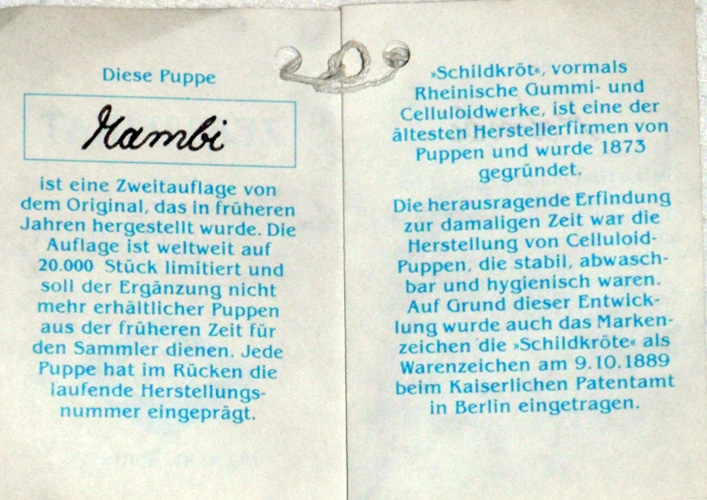 Diese Puppe
Mambi
ist eine Zweitauflage von
dem Original, das in früheren
Jahren hergestellt wurde. Die
Auflage ist weltweit auf
20.000 Stück limitiert und
soll der Ergänzung nicht
mehr erhältlicher Puppen
aus der früheren Zeit für
den Sammler dienen. Jede
Puppe hat im Rücken die
laufende Herstellungs-
nummer eingeprägt.
»Schildkröt«, vormals
Rheinische Gummi- und
Celluloidwerke, ist eine der
ältesten Herstellerfirmen von
Puppen und wurde 1873
gegründet.
Die herausragende Erfindung
zur damaligen Zeit war die
Herstellung von Celluloid-
Puppen, die stabil, abwasch-
bar und hygienisch waren.
Auf Grund dieser Entwick-
lung wurde auch das Marken-
zeichen die »Schildkröte« als
Warenzeichen am 9.10.1889
beim Kaiserlichen Patentamt
in Berlin eingetragen.